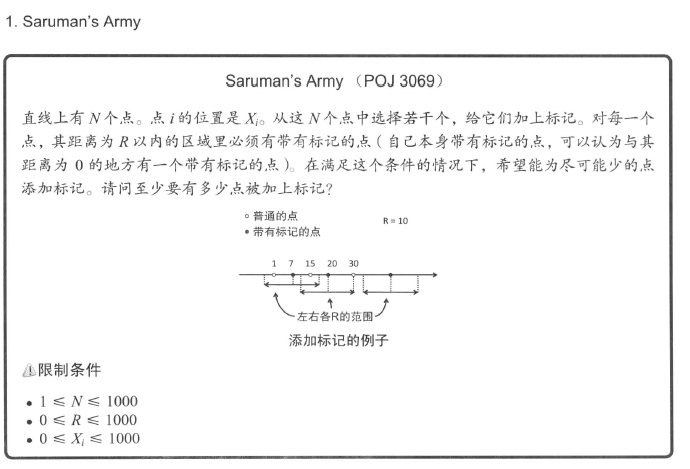 1. Saruman's Army
Saruman's Army （POJ 3069）
直线上有 N 个点。点 i 的位置是 Xi。从这 N 个点中选择若干个，给它们加上标记。对每一个
点，其距离为 R 以内的区域里必须有带有标记的点（自己本身带有标记的点，可以认为与其
距离为 0 的地方有一个带有标记的点）。在满足这个条件的情况下，希望能为尽可能少的点
添加标记。请问至少要有多少点被加上标记？
普通的点
R = 10
带有标记的点
1 7 15 20 30
左右各R的范围
添加标记的例子
限制条件
• 1 ≤ N ≤ 1000
• 0 ≤ R ≤ 1000
• 0 ≤ Xi ≤ 1000